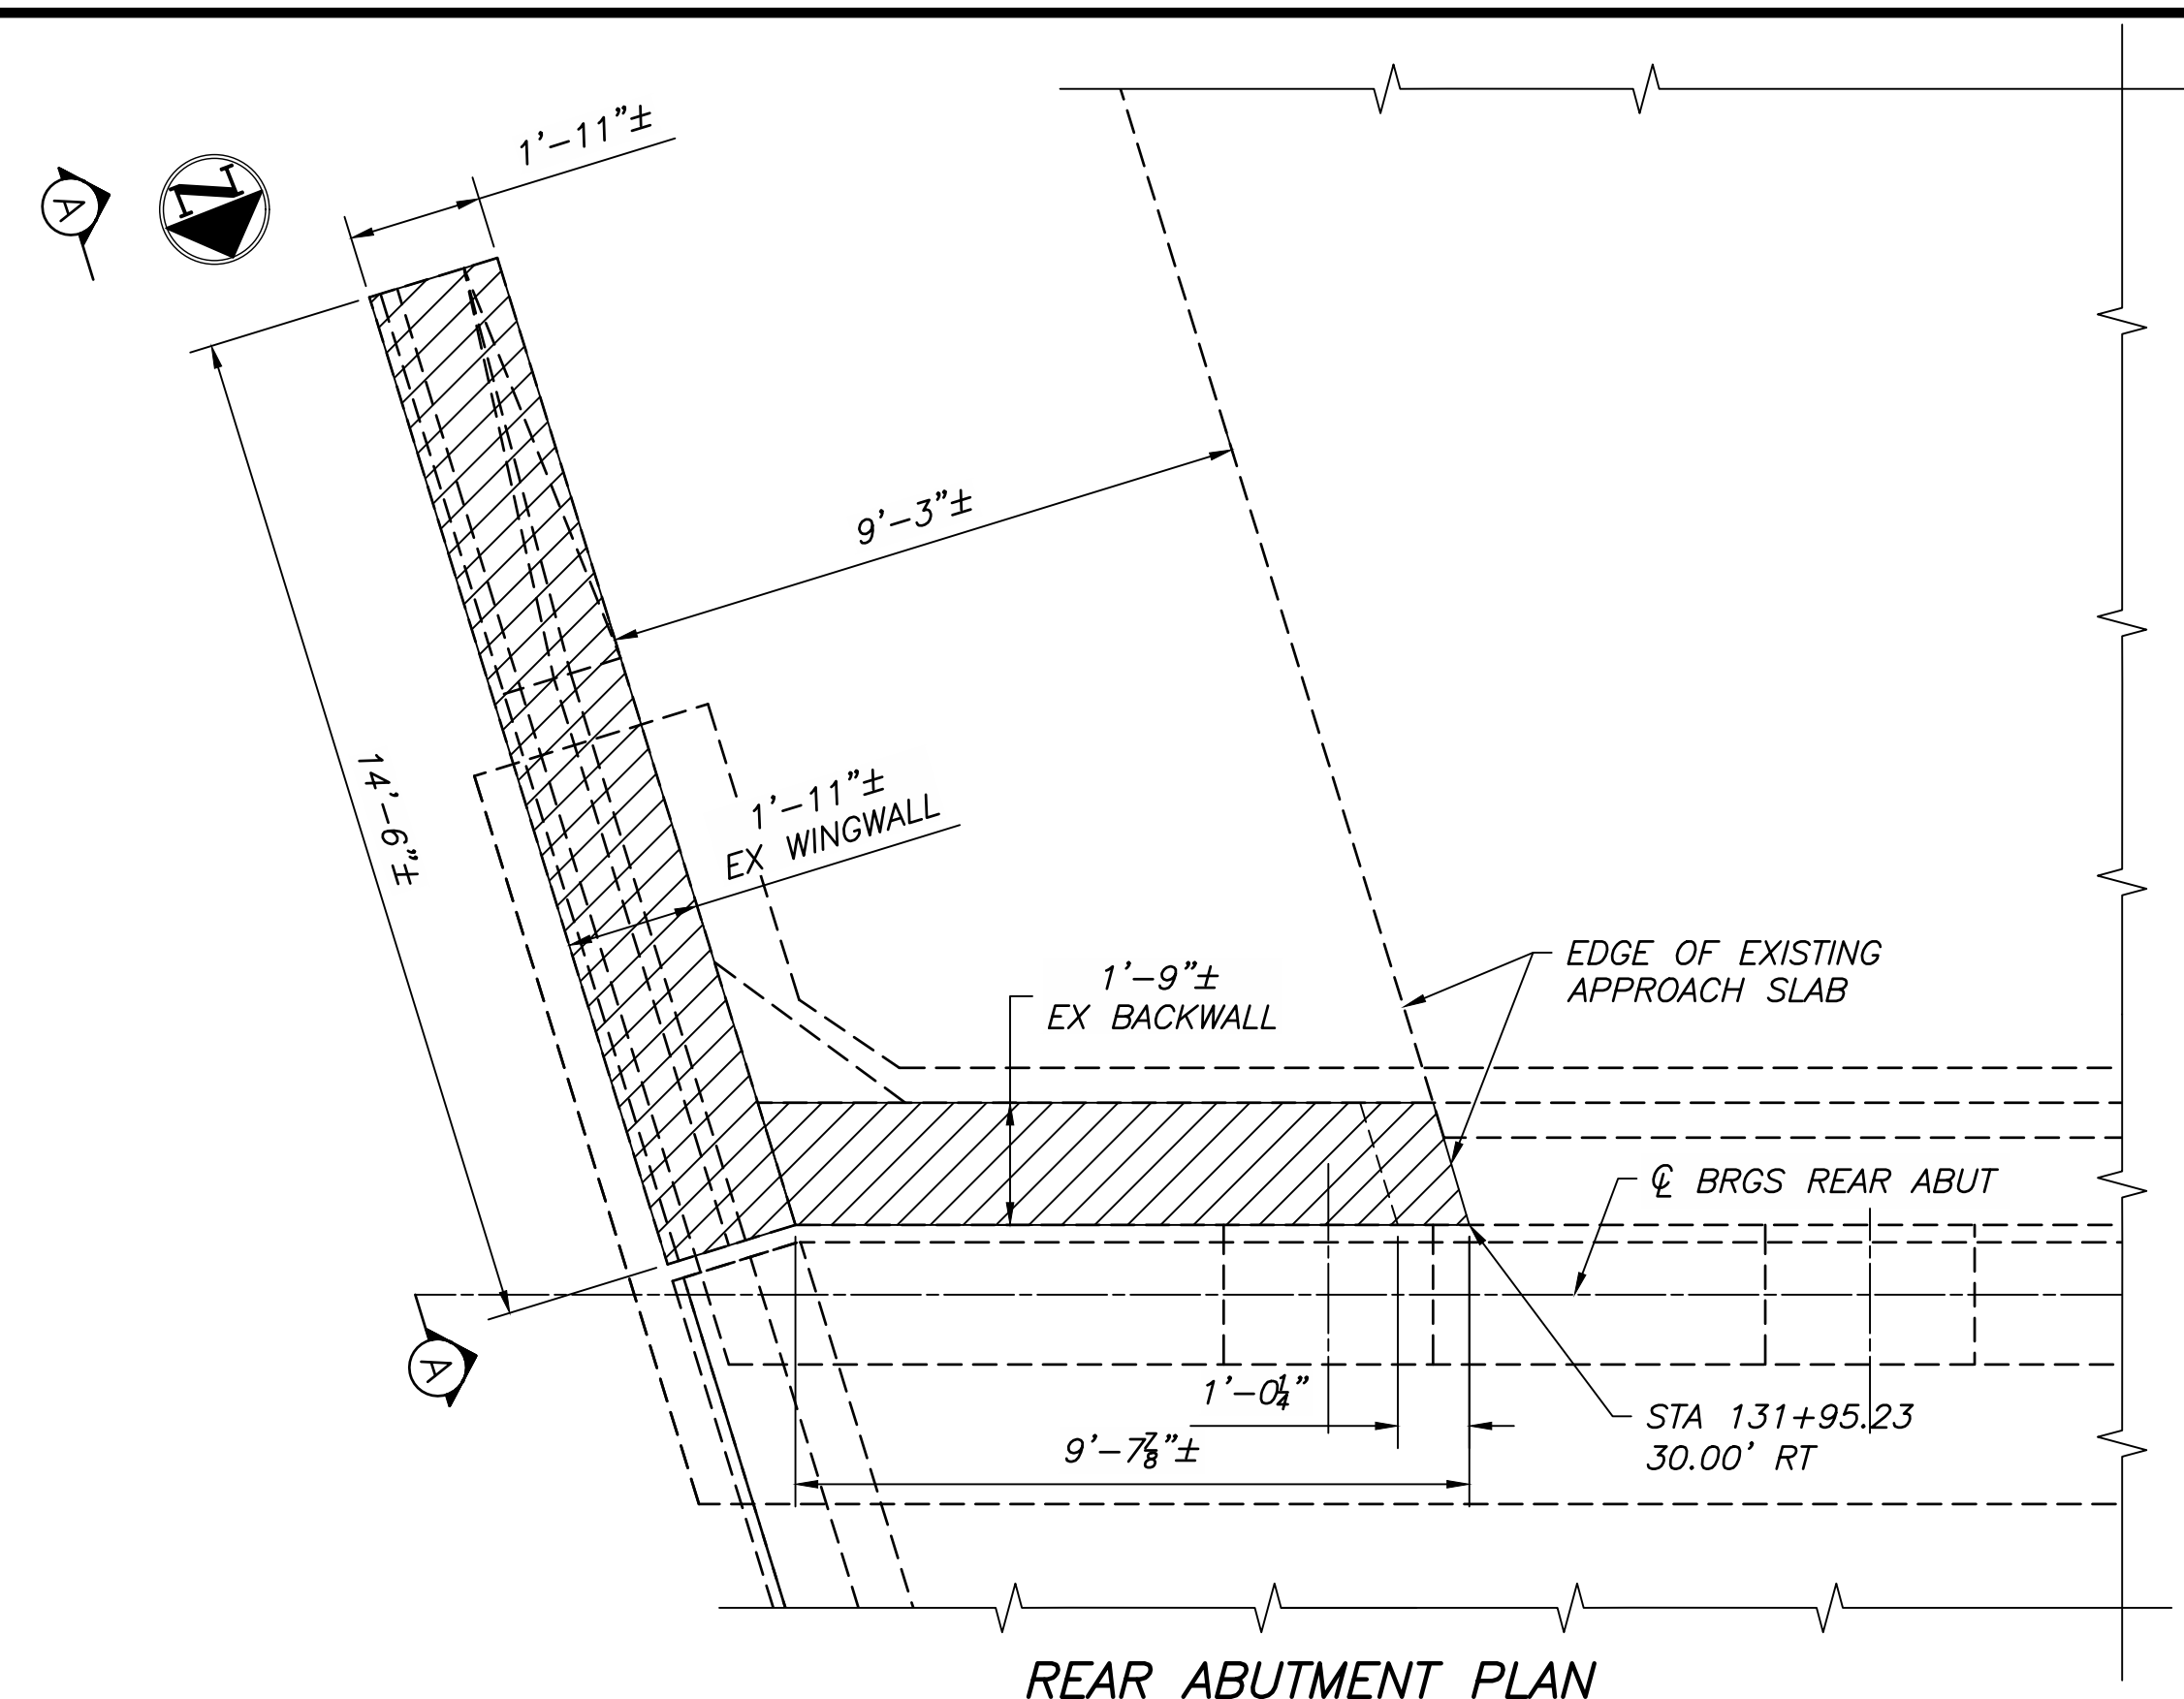 1'-11"±
A
N
9'-3"±
14'-6"±
1'-11"±
EX WINGWALL
1'-9"±
EX BACKWALL
EDGE OF EXISTING
APPROACH SLAB
℄ BRGS REAR ABUT
A
1'-0¼"
9'-7⅞"±
STA 131+95.23
30.00' RT
REAR ABUTMENT PLAN